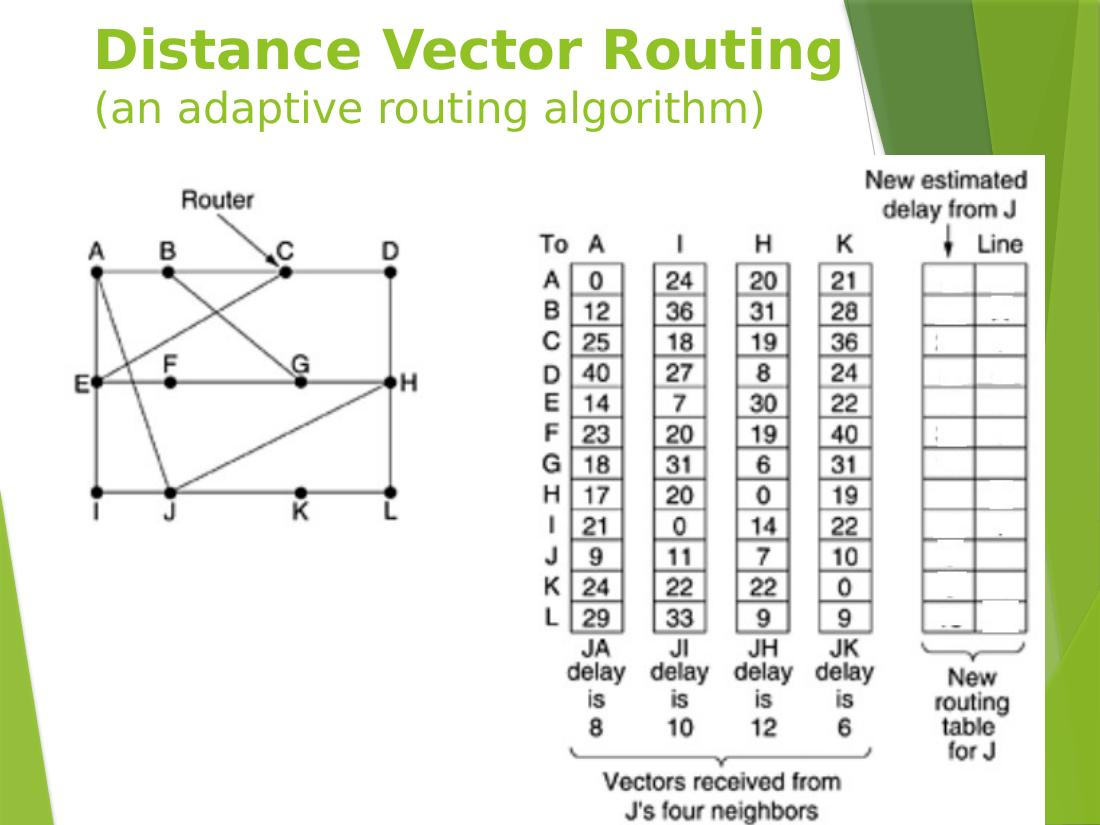 Distance Vector Routing
(an adaptive routing algorithm)
Router
A B C D
E F G H
I J K L
New estimated
delay from J
To A I H K Line
A 0 24 20 21
B 12 36 31 28
C 25 18 19 36
D 40 27 8 24
E 14 7 30 22
F 23 20 19 40
G 18 31 6 31
H 17 20 0 19
I 21 0 14 22
J 9 11 7 10
K 24 22 22 0
L 29 33 9 9
JA JI JH JK
delay delay delay delay
is is is is
8 10 12 6
New
routing
table
for J
Vectors received from
J's four neighbors